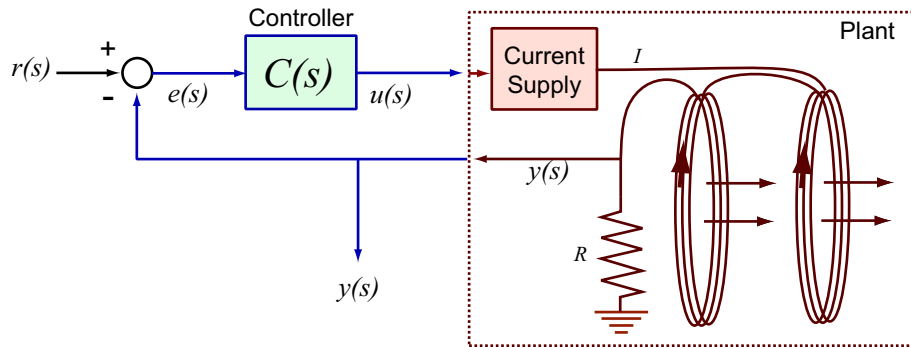 Controller
Plant
+
r(s)
-
e(s)
C(s)
u(s)
Current
Supply
I
y(s)
R
y(s)